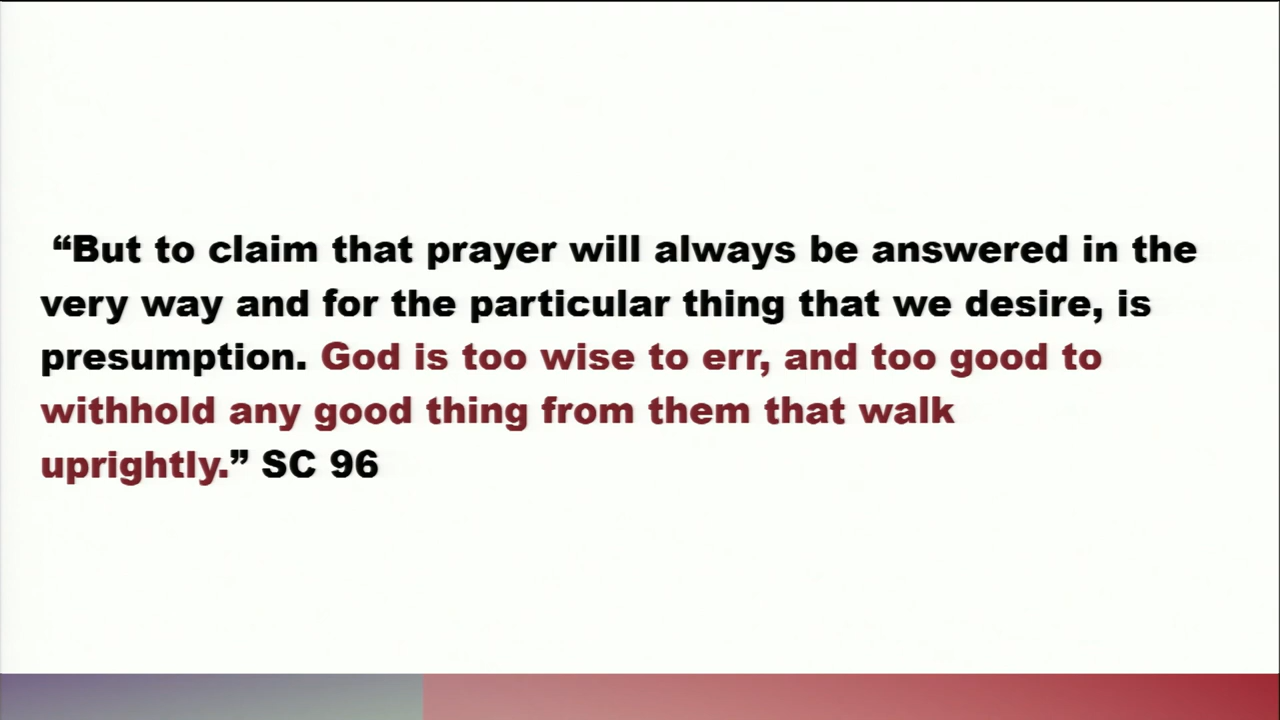 “But to claim that prayer will always be answered in the
very way and for the particular thing that we desire, is
presumption. God is too wise to err, and too good to
withhold any good thing from them that walk
uprightly.” SC 96